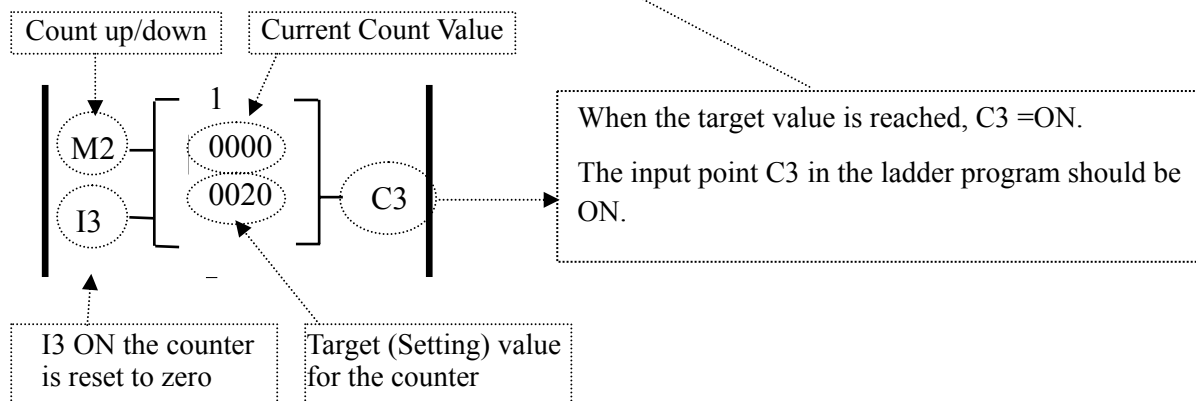 Count up/down
Current Count Value
1
M2
0000
0020
I3
C3
When the target value is reached, C3 =ON.
The input point C3 in the ladder program should be
ON.
I3 ON the counter
is reset to zero
Target (Setting) value
for the counter